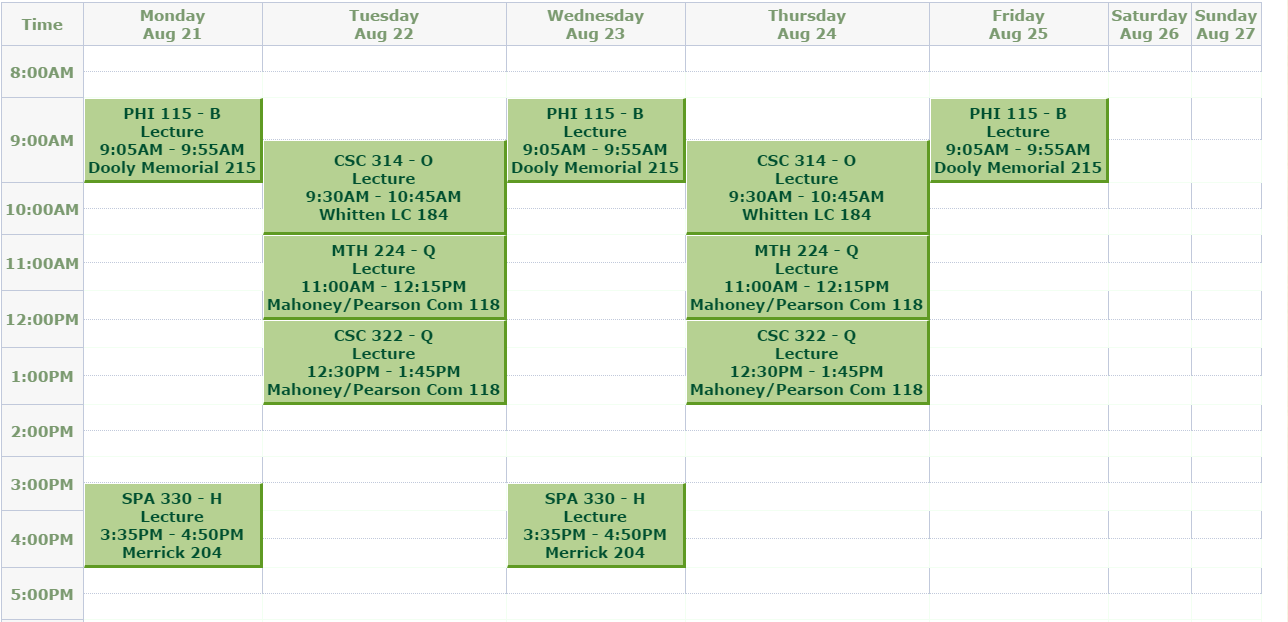 Time
Monday
Aug 21
Tuesday
Aug 22
Wednesday
Aug 23
Thursday
Aug 24
Friday
Aug 25
Saturday
Aug 26
Sunday
Aug 27
8:00AM
9:00AM
PHI 115 - B
Lecture
9:05AM - 9:55AM
Dooly Memorial 215
CSC 314 - O
Lecture
9:30AM - 10:45AM
Whitten LC 184
PHI 115 - B
Lecture
9:05AM - 9:55AM
Dooly Memorial 215
CSC 314 - O
Lecture
9:30AM - 10:45AM
Whitten LC 184
PHI 115 - B
Lecture
9:05AM - 9:55AM
Dooly Memorial 215
10:00AM
11:00AM
MTH 224 - Q
Lecture
11:00AM - 12:15PM
Mahoney/Pearson Com 118
MTH 224 - Q
Lecture
11:00AM - 12:15PM
Mahoney/Pearson Com 118
12:00PM
CSC 322 - Q
Lecture
12:30PM - 1:45PM
Mahoney/Pearson Com 118
CSC 322 - Q
Lecture
12:30PM - 1:45PM
Mahoney/Pearson Com 118
1:00PM
2:00PM
3:00PM
SPA 330 - H
Lecture
3:35PM - 4:50PM
Merrick 204
SPA 330 - H
Lecture
3:35PM - 4:50PM
Merrick 204
4:00PM
5:00PM